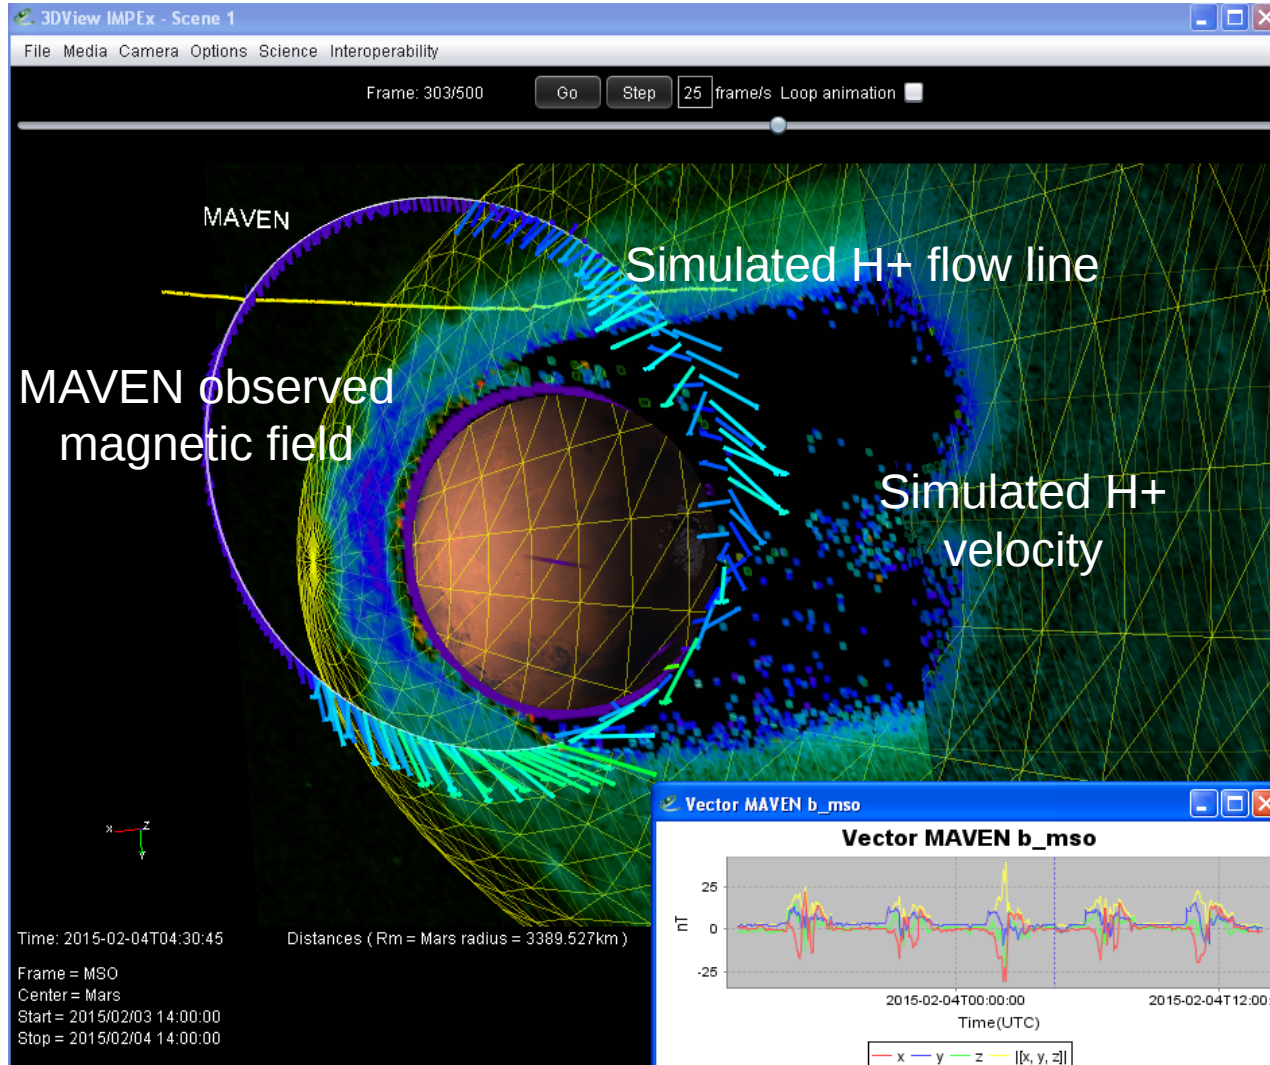 3DView IMPEx - Scene 1
File Media Camera Options Science Interoperability
Frame: 303/500 Go Step 25 frame/s Loop animation
MAVEN
Simulated H+ flow line
MAVEN observed
magnetic field
Simulated H+
velocity
x z
Y
Time: 2015-02-04T04:30:45 Distances ( Rm = Mars radius = 3389.527km )
Frame = MSO
Center = Mars
Start = 2015/02/03 14:00:00
Stop = 2015/02/04 14:00:00
Vector MAVEN b_mso
Vector MAVEN b_mso
25
nT
0
-25
2015-02-04T00:00:00 2015-02-04T12:00:
Time(UTC)
x y z |[x, y, z]|